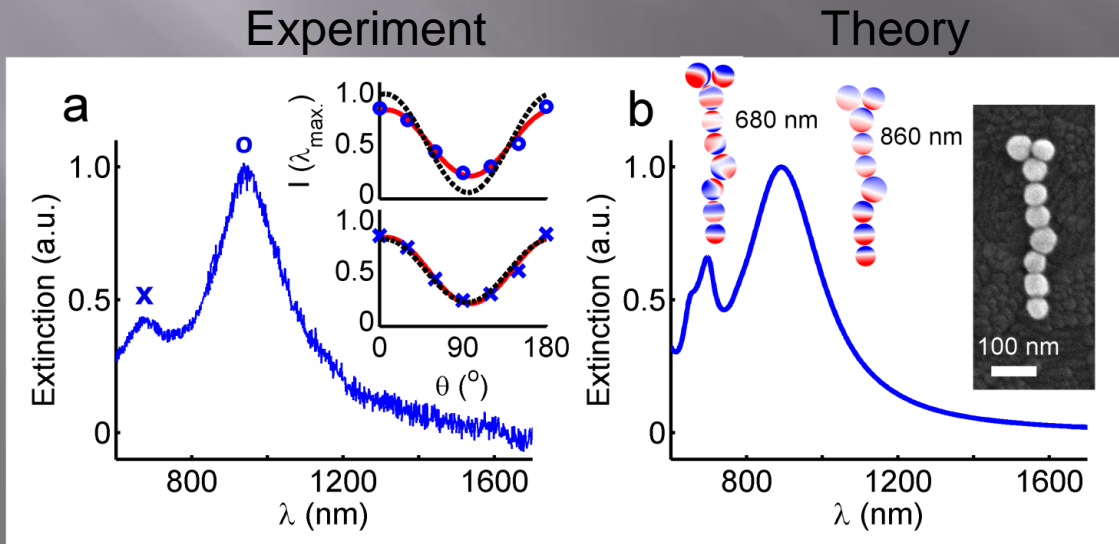 Experiment
Theory
a
Extinction (a.u.)
1.0
0.5
0
800
1200
1600
λ (nm)
x
o
I (λmax.)
1.0
0.5
0
1.0
0.5
0
0
90
180
θ (o)
b
Extinction (a.u.)
1.0
0.5
0
800
1200
1600
λ (nm)
680 nm
860 nm
100 nm